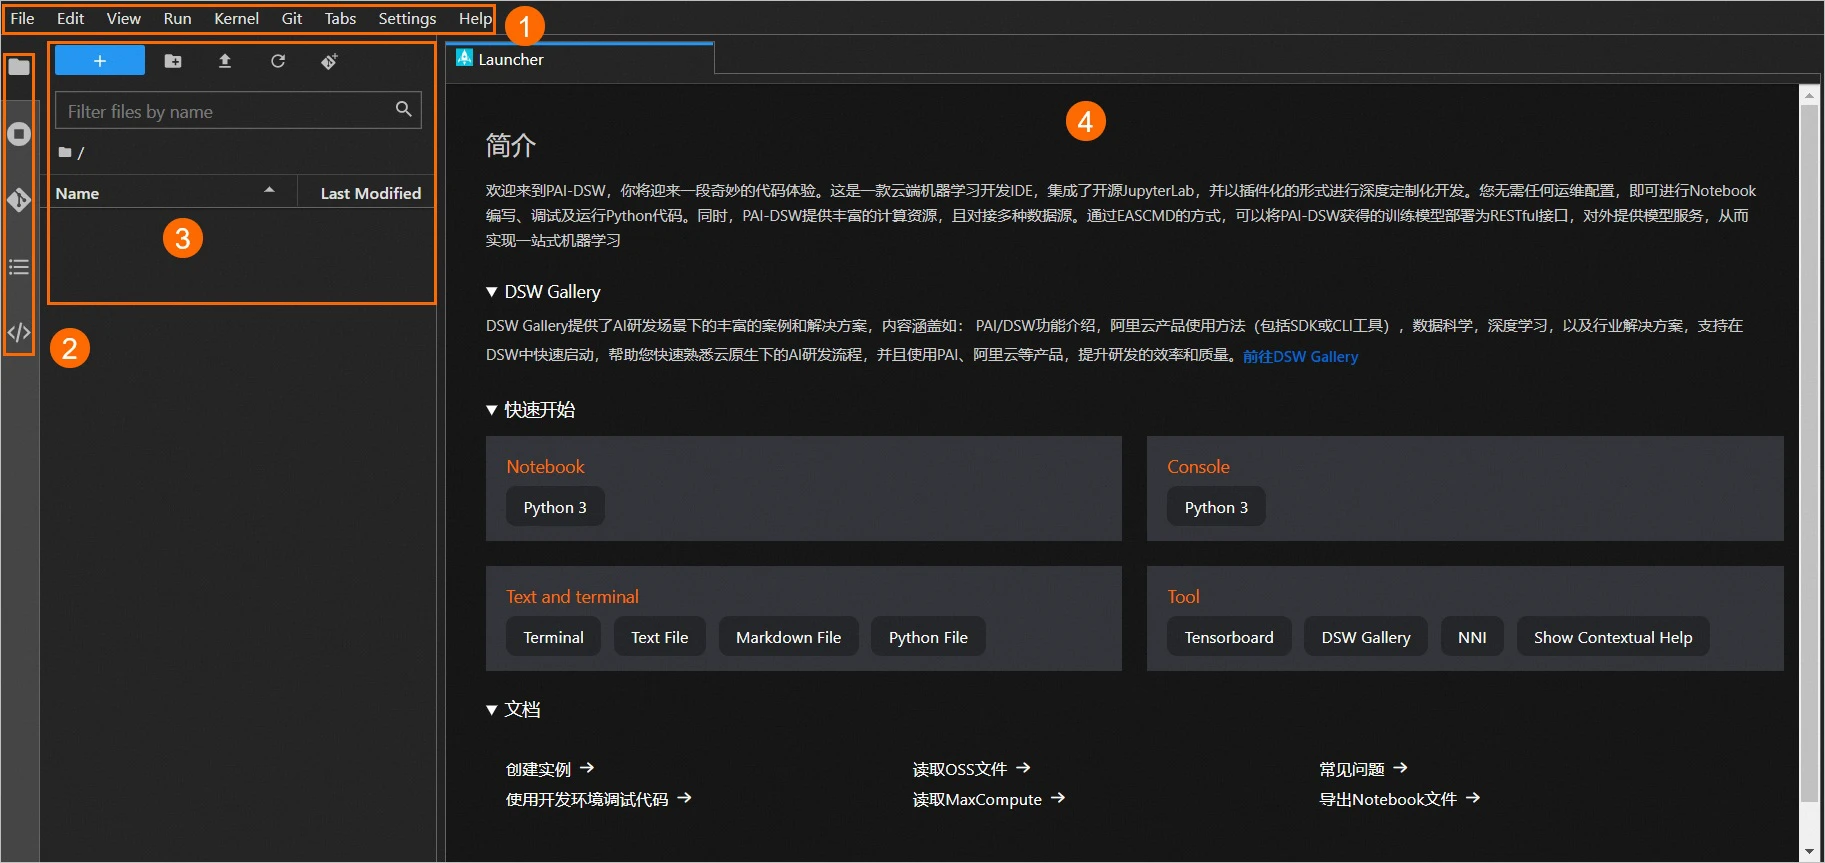 File Edit View Run Kernel Git Tabs Settings Help
1
Launcher
Filter files by name
/
Name Last Modified
3
2
4
简介
欢迎来到PAI-DSW，你将迎来一段奇妙的代码体验。这是一款云端机器学习开发IDE，集成了开源JupyterLab，并以插件化的形式进行深度定制化开发。您无需任何运维配置，即可进行Notebook
编写、调试及运行Python代码。同时，PAI-DSW提供丰富的计算资源，且对接多种数据源。通过EASCMD的方式，可以将PAI-DSW获得的训练模型部署为RESTful接口，对外提供模型服务，从而
实现一站式机器学习
DSW Gallery
DSW Gallery提供了AI研发场景下的丰富的案例和解决方案，内容涵盖如： PAI/DSW功能介绍，阿里云产品使用方法（包括SDK或CLI工具），数据科学，深度学习，以及行业解决方案，支持在
DSW中快速启动，帮助您快速熟悉云原生下的AI研发流程，并且使用PAI、阿里云等产品，提升研发的效率和质量。前往DSW Gallery
快速开始
Notebook
Python 3
Console
Python 3
Text and terminal
Terminal Text File Markdown File Python File
Tool
Tensorboard DSW Gallery NNI Show Contextual Help
文档
创建实例 → 读取OSS文件 → 常见问题 →
使用开发环境调试代码 → 读取MaxCompute → 导出Notebook文件 →